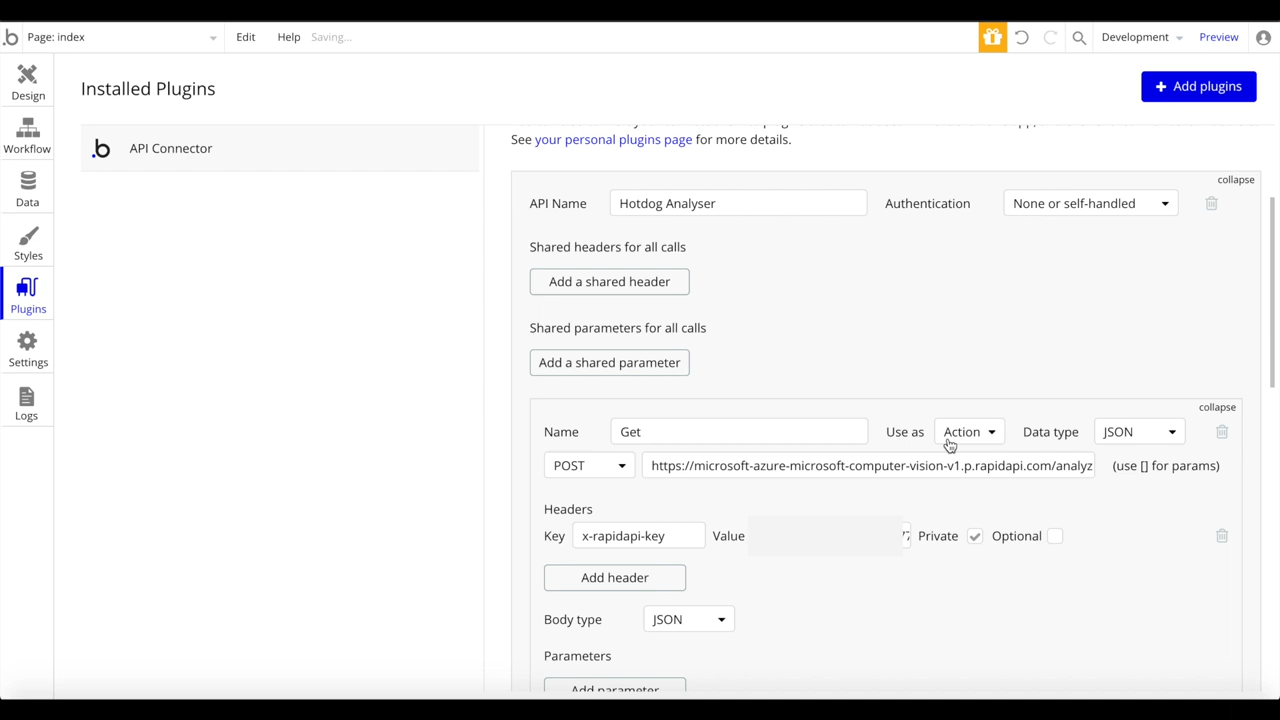 Page: index
Edit
Help
Saving...
Development
Preview
Design
Workflow
Data
Styles
Plugins
Settings
Logs
Installed Plugins
+ Add plugins
API Connector
See your personal plugins page for more details.
collapse
API Name
Hotdog Analyser
Authentication
None or self-handled
Shared headers for all calls
Add a shared header
Shared parameters for all calls
Add a shared parameter
collapse
Name
Get
Use as
Action
Data type
JSON
POST
https://microsoft-azure-microsoft-computer-vision-v1.p.rapidapi.com/analyz
(use [] for params)
Headers
Key
x-rapidapi-key
Value
Private
Optional
Add header
Body type
JSON
Parameters
Add parameter